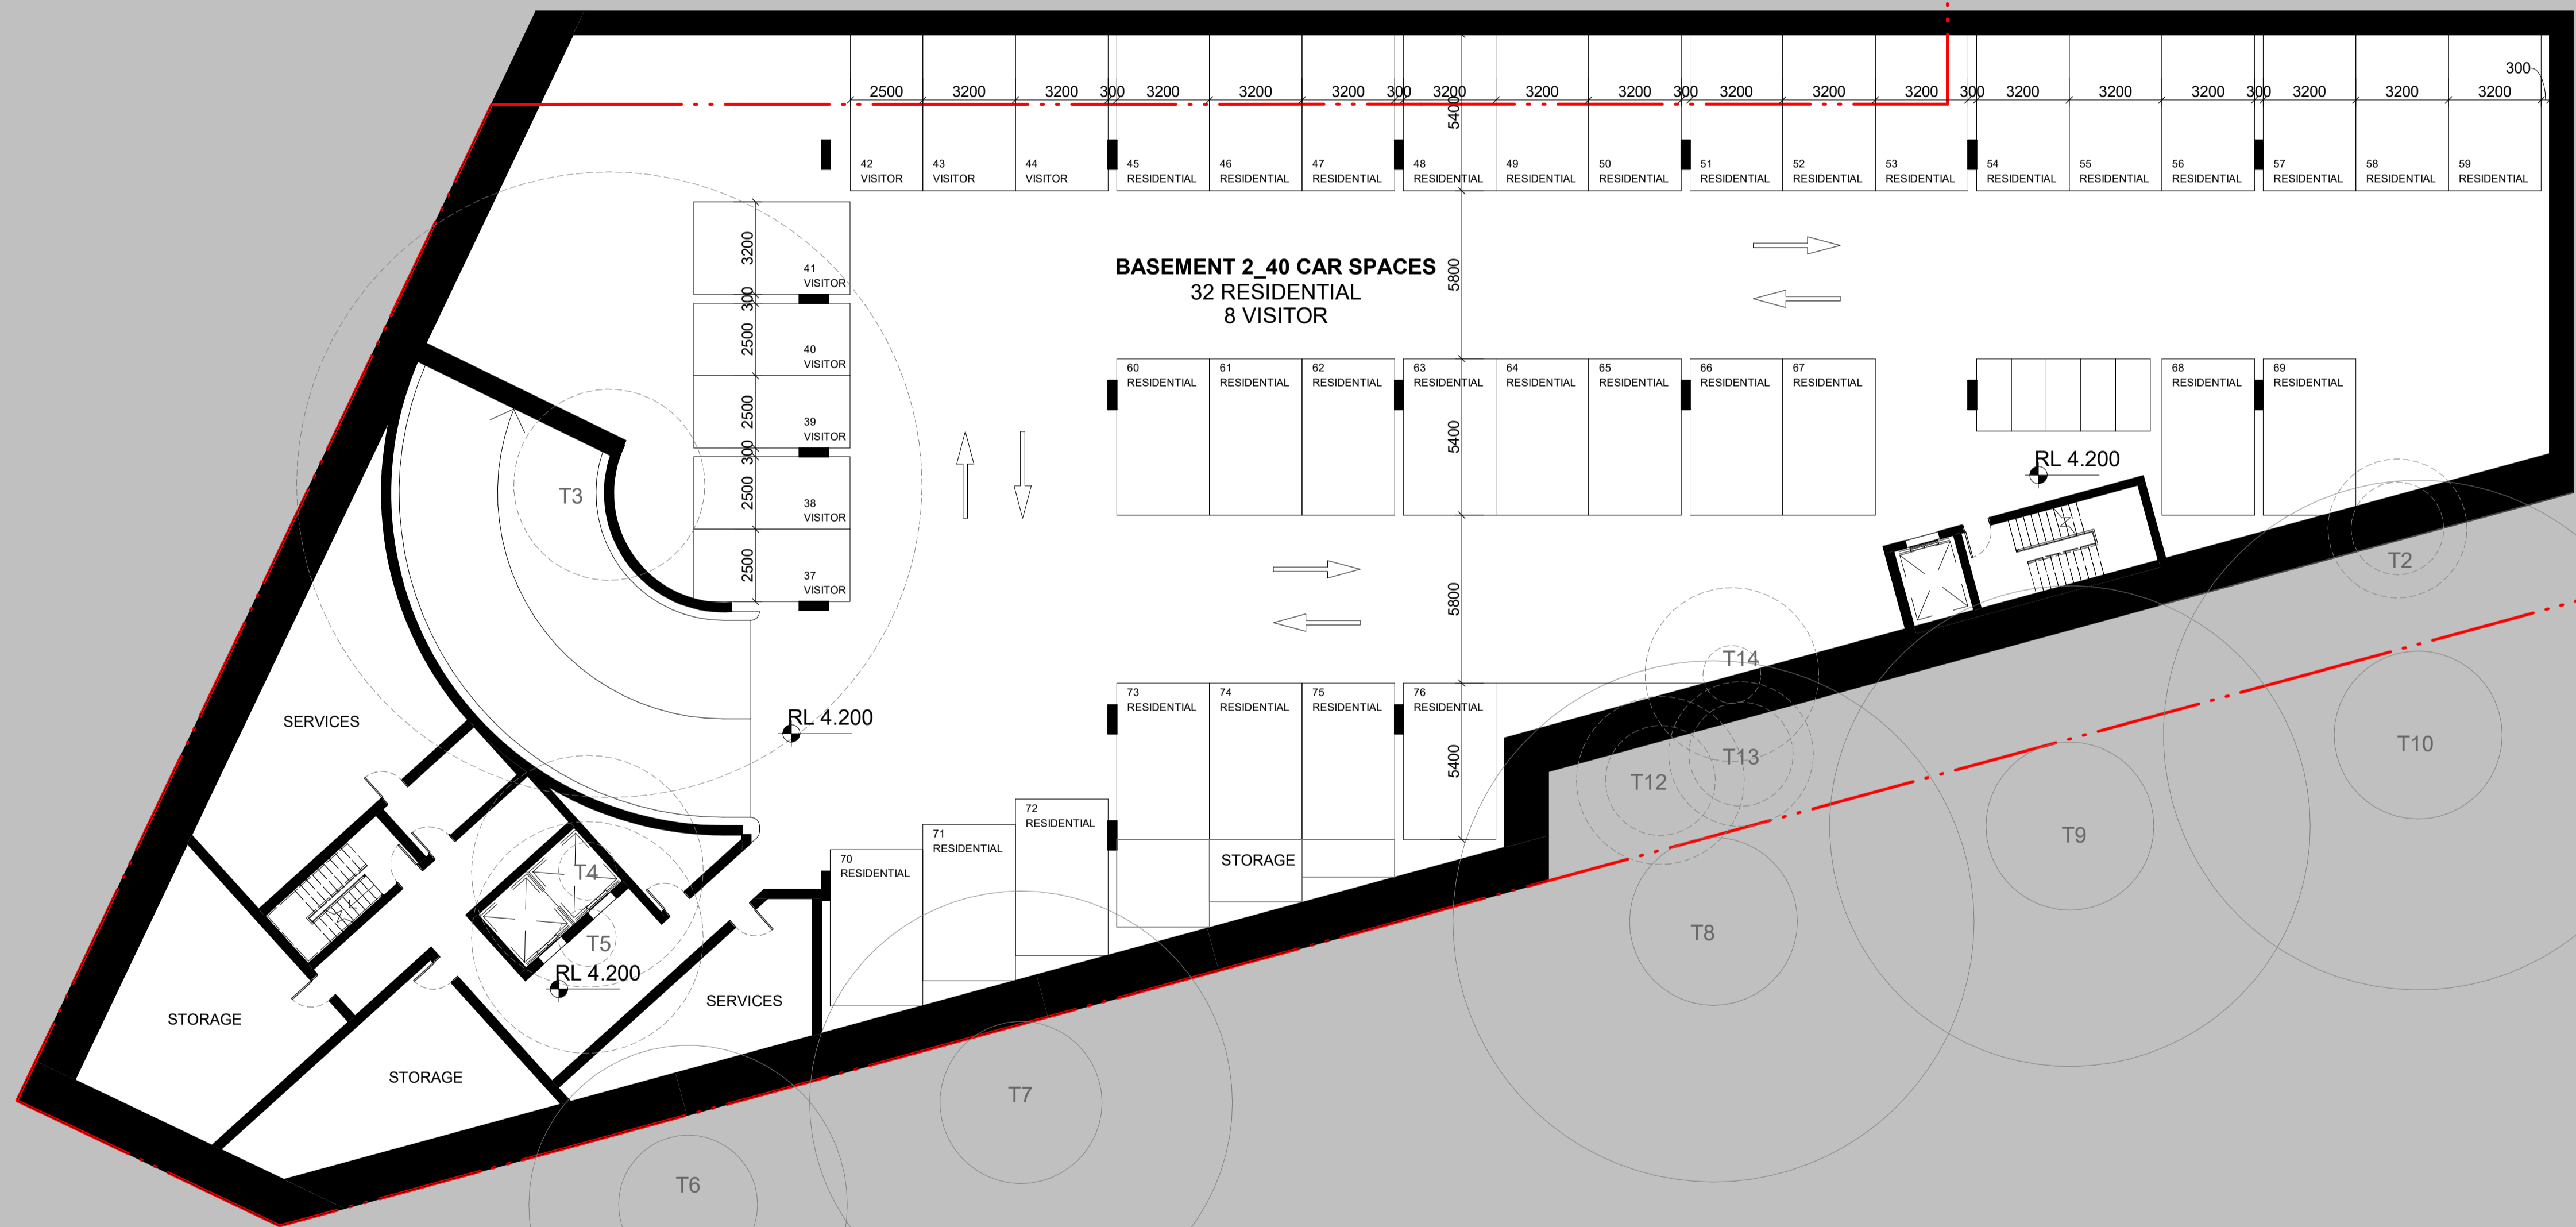 300
2500 3200 3200 300 3200 3200 3200 300 3200 3200 3200 300 3200 3200 3200 300 3200 3200 3200 300 3200 3200 3200
5400
42 43 44 45 46 47 48 49 50 51 52 53 54 55 56 57 58 59
VISITOR VISITOR VISITOR RESIDENTIAL RESIDENTIAL RESIDENTIAL RESIDENTIAL RESIDENTIAL RESIDENTIAL RESIDENTIAL RESIDENTIAL RESIDENTIAL RESIDENTIAL RESIDENTIAL RESIDENTIAL RESIDENTIAL RESIDENTIAL RESIDENTIAL
3200
41
VISITOR
300
2500
40
VISITOR
2500
39
VISITOR
300
2500
38
VISITOR
2500
37
VISITOR
BASEMENT 2_40 CAR SPACES
32 RESIDENTIAL
8 VISITOR
5800
60 61 62 63 64 65 66 67 68 69
RESIDENTIAL RESIDENTIAL RESIDENTIAL RESIDENTIAL RESIDENTIAL RESIDENTIAL RESIDENTIAL RESIDENTIAL RESIDENTIAL RESIDENTIAL
5400
RL 4.200
T3
T2
5800
T14
73 74 75 76
RESIDENTIAL RESIDENTIAL RESIDENTIAL RESIDENTIAL
5400
SERVICES
RL 4.200
T10
T13
T12
T9
72
RESIDENTIAL
71
RESIDENTIAL
70
RESIDENTIAL
STORAGE
T4
T5
T8
RL 4.200
SERVICES
STORAGE
STORAGE
T7
T6